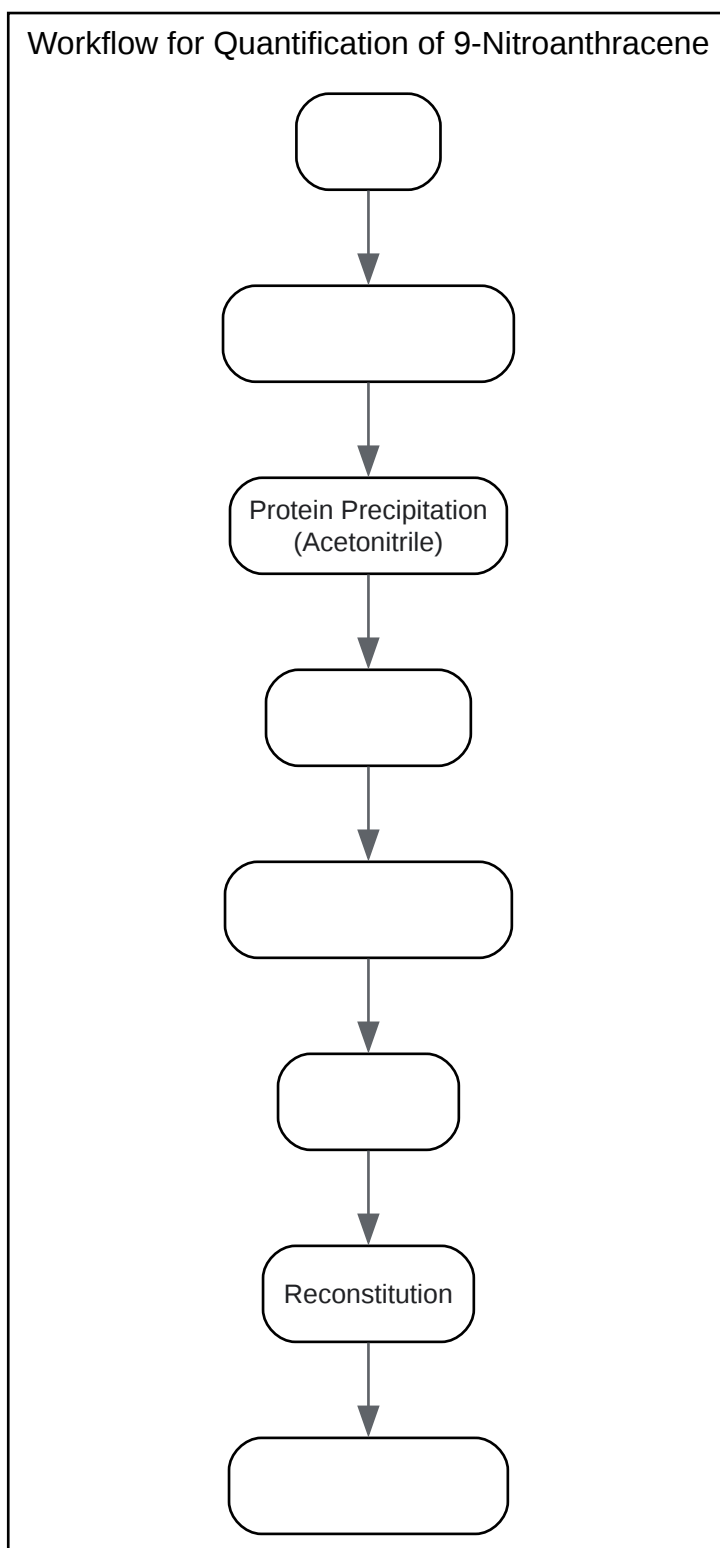 Workflow for Quantification of 9-Nitroanthracene
Protein Precipitation
(Acetonitrile)
Reconstitution